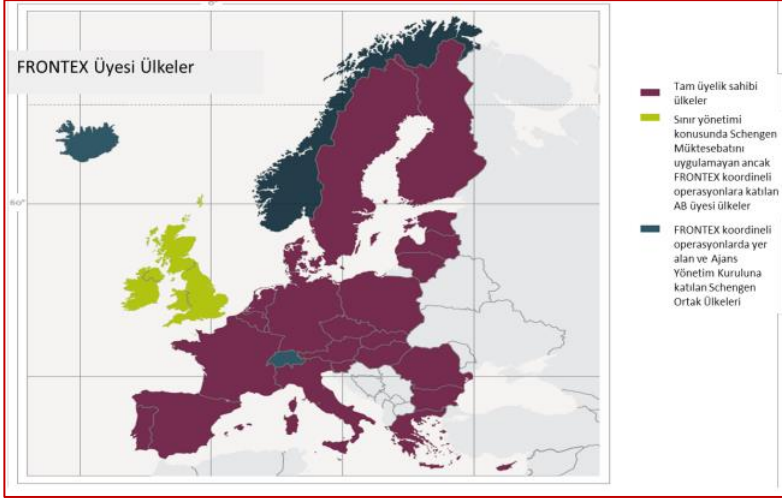 FRONTEX Üyesi Ülkeler
60°
Tam üyelik sahibi
ülkeler
Sınır yönetimi
konusunda Schengen
Müktesebatını
uygulamayan ancak
FRONTEX koordineli
operasyonlara katılan
AB üyesi ülkeler
FRONTEX koordineli
operasyonlarda yer
alan ve Ajans
Yönetim Kuruluna
katılan Schengen
Ortak Ülkeleri